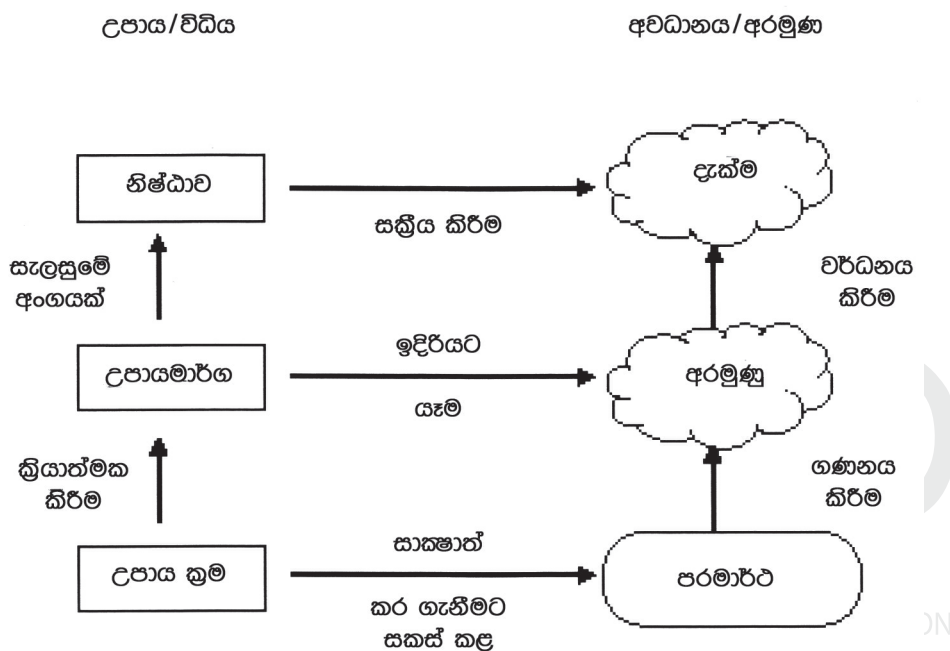 උපාය/විධිය
අවධානය/අරමුණ
නිෂ්ඨාව
දැක්ම
සක්‍රීය කිරීම
සැලසුමේ
අංගයක්
වර්ධනය
කිරීම
ඉදිරියට
උපායමාර්ග
අරමුණු
යෑම
ක්‍රියාත්මක
කිරීම
ගණනය
කිරීම
සාක්‍ෂාත්
උපාය ක්‍රම
පරමාර්ථ
කර ගැනීමට
සකස් කළ
ON